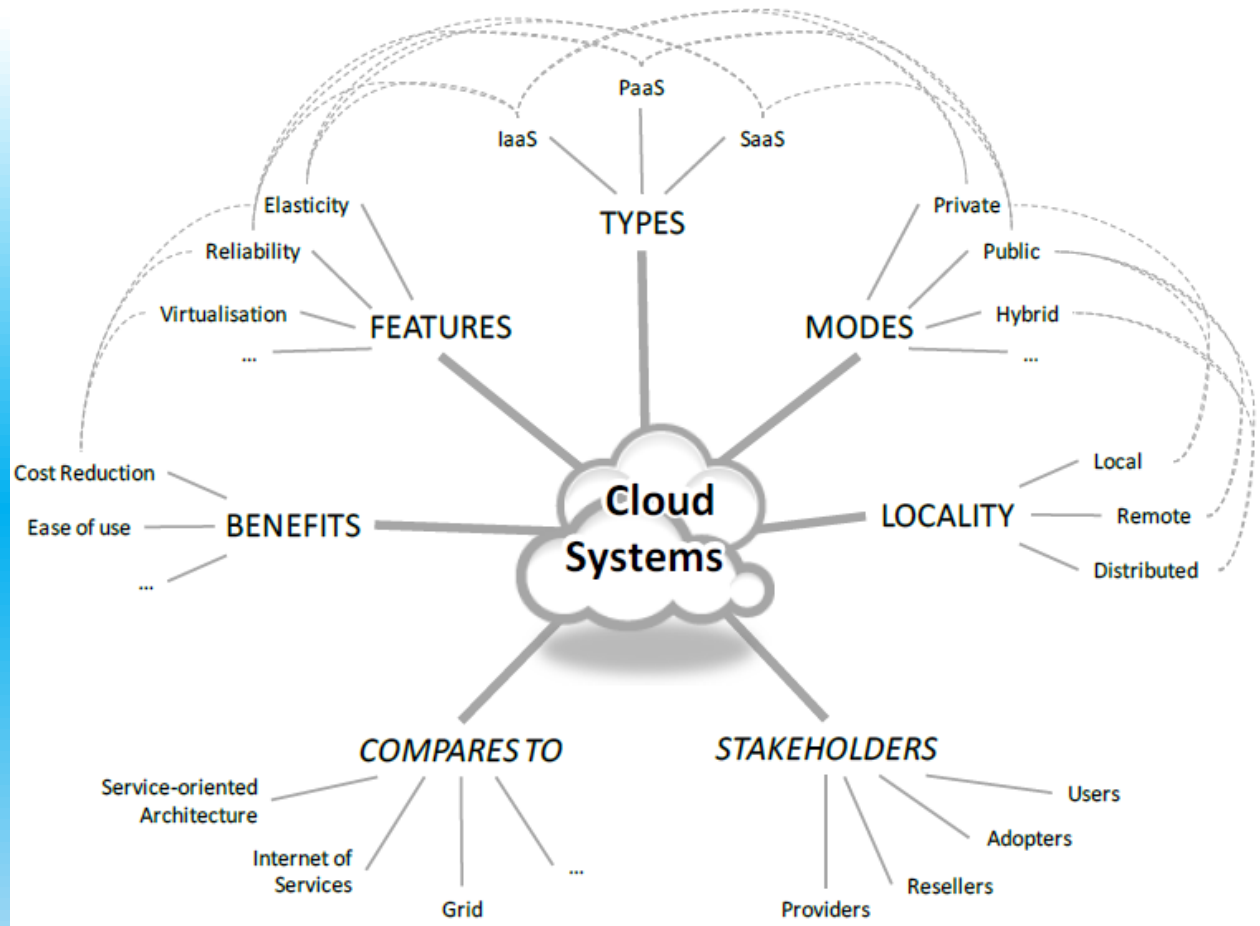 PaaS
IaaS
SaaS
TYPES
Elasticity
Reliability
Virtualisation
...
FEATURES
Private
Public
Hybrid
...
MODES
Cost Reduction
Ease of use
...
BENEFITS
Cloud
Systems
LOCALITY
Local
Remote
Distributed
COMPARES TO
Service-oriented
Architecture
Internet of
Services
Grid
...
STAKEHOLDERS
Users
Adopters
Resellers
Providers